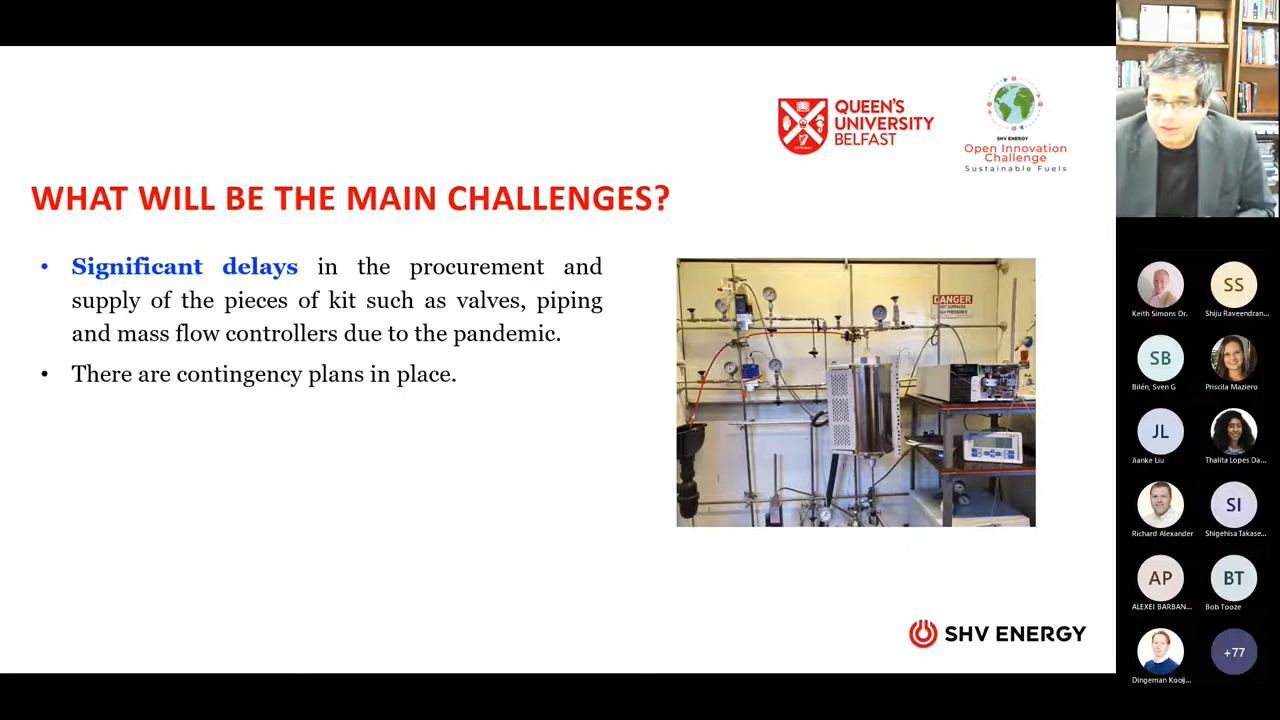 QUEEN'S
UNIVERSITY
BELFAST
SHV ENERGY
Open Innovation
Challenge
Sustainable Fuels
WHAT WILL BE THE MAIN CHALLENGES?
• Significant delays in the procurement and
supply of the pieces of kit such as valves, piping
and mass flow controllers due to the pandemic.
• There are contingency plans in place.
DANGER
SHV ENERGY
Keith Simons Dr.
SS
Shiju Raveendran...
SB
Bilén, Sven G
Priscila Maziero
JL
Jianke Liu
Thalita Lopes Da...
Richard Alexander
SI
Shigehisa Takase...
AP
ALEXEI BARBAN...
BT
Bob Tooze
Dingeman Kooij...
+77